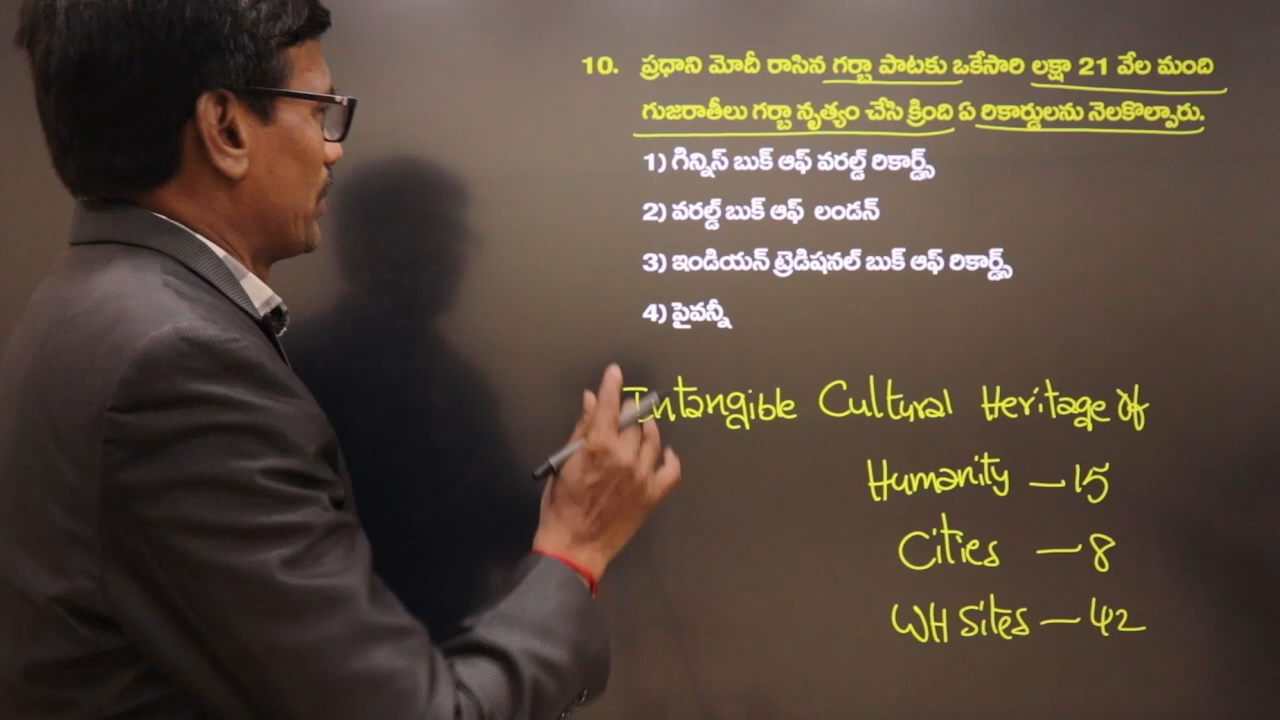 10. ప్రధాని మోదీ రాసిన గర్బా పాటకు ఒకేసారి లక్షా 21 వేల మంది
గుజరాతీలు గర్బా నృత్యం చేసి క్రింది ఏ రికార్డులను నెలకొల్పారు.
1) గిన్నిస్ బుక్ ఆఫ్ వరల్డ్ రికార్డ్స్
2) వరల్డ్ బుక్ ఆఫ్ లండన్
3) ఇండియన్ ట్రెడిషనల్ బుక్ ఆఫ్ రికార్డ్స్
4) పైవన్నీ
Intangible Cultural Heritage of
Humanity - 15
Cities - 8
WH Sites - 42